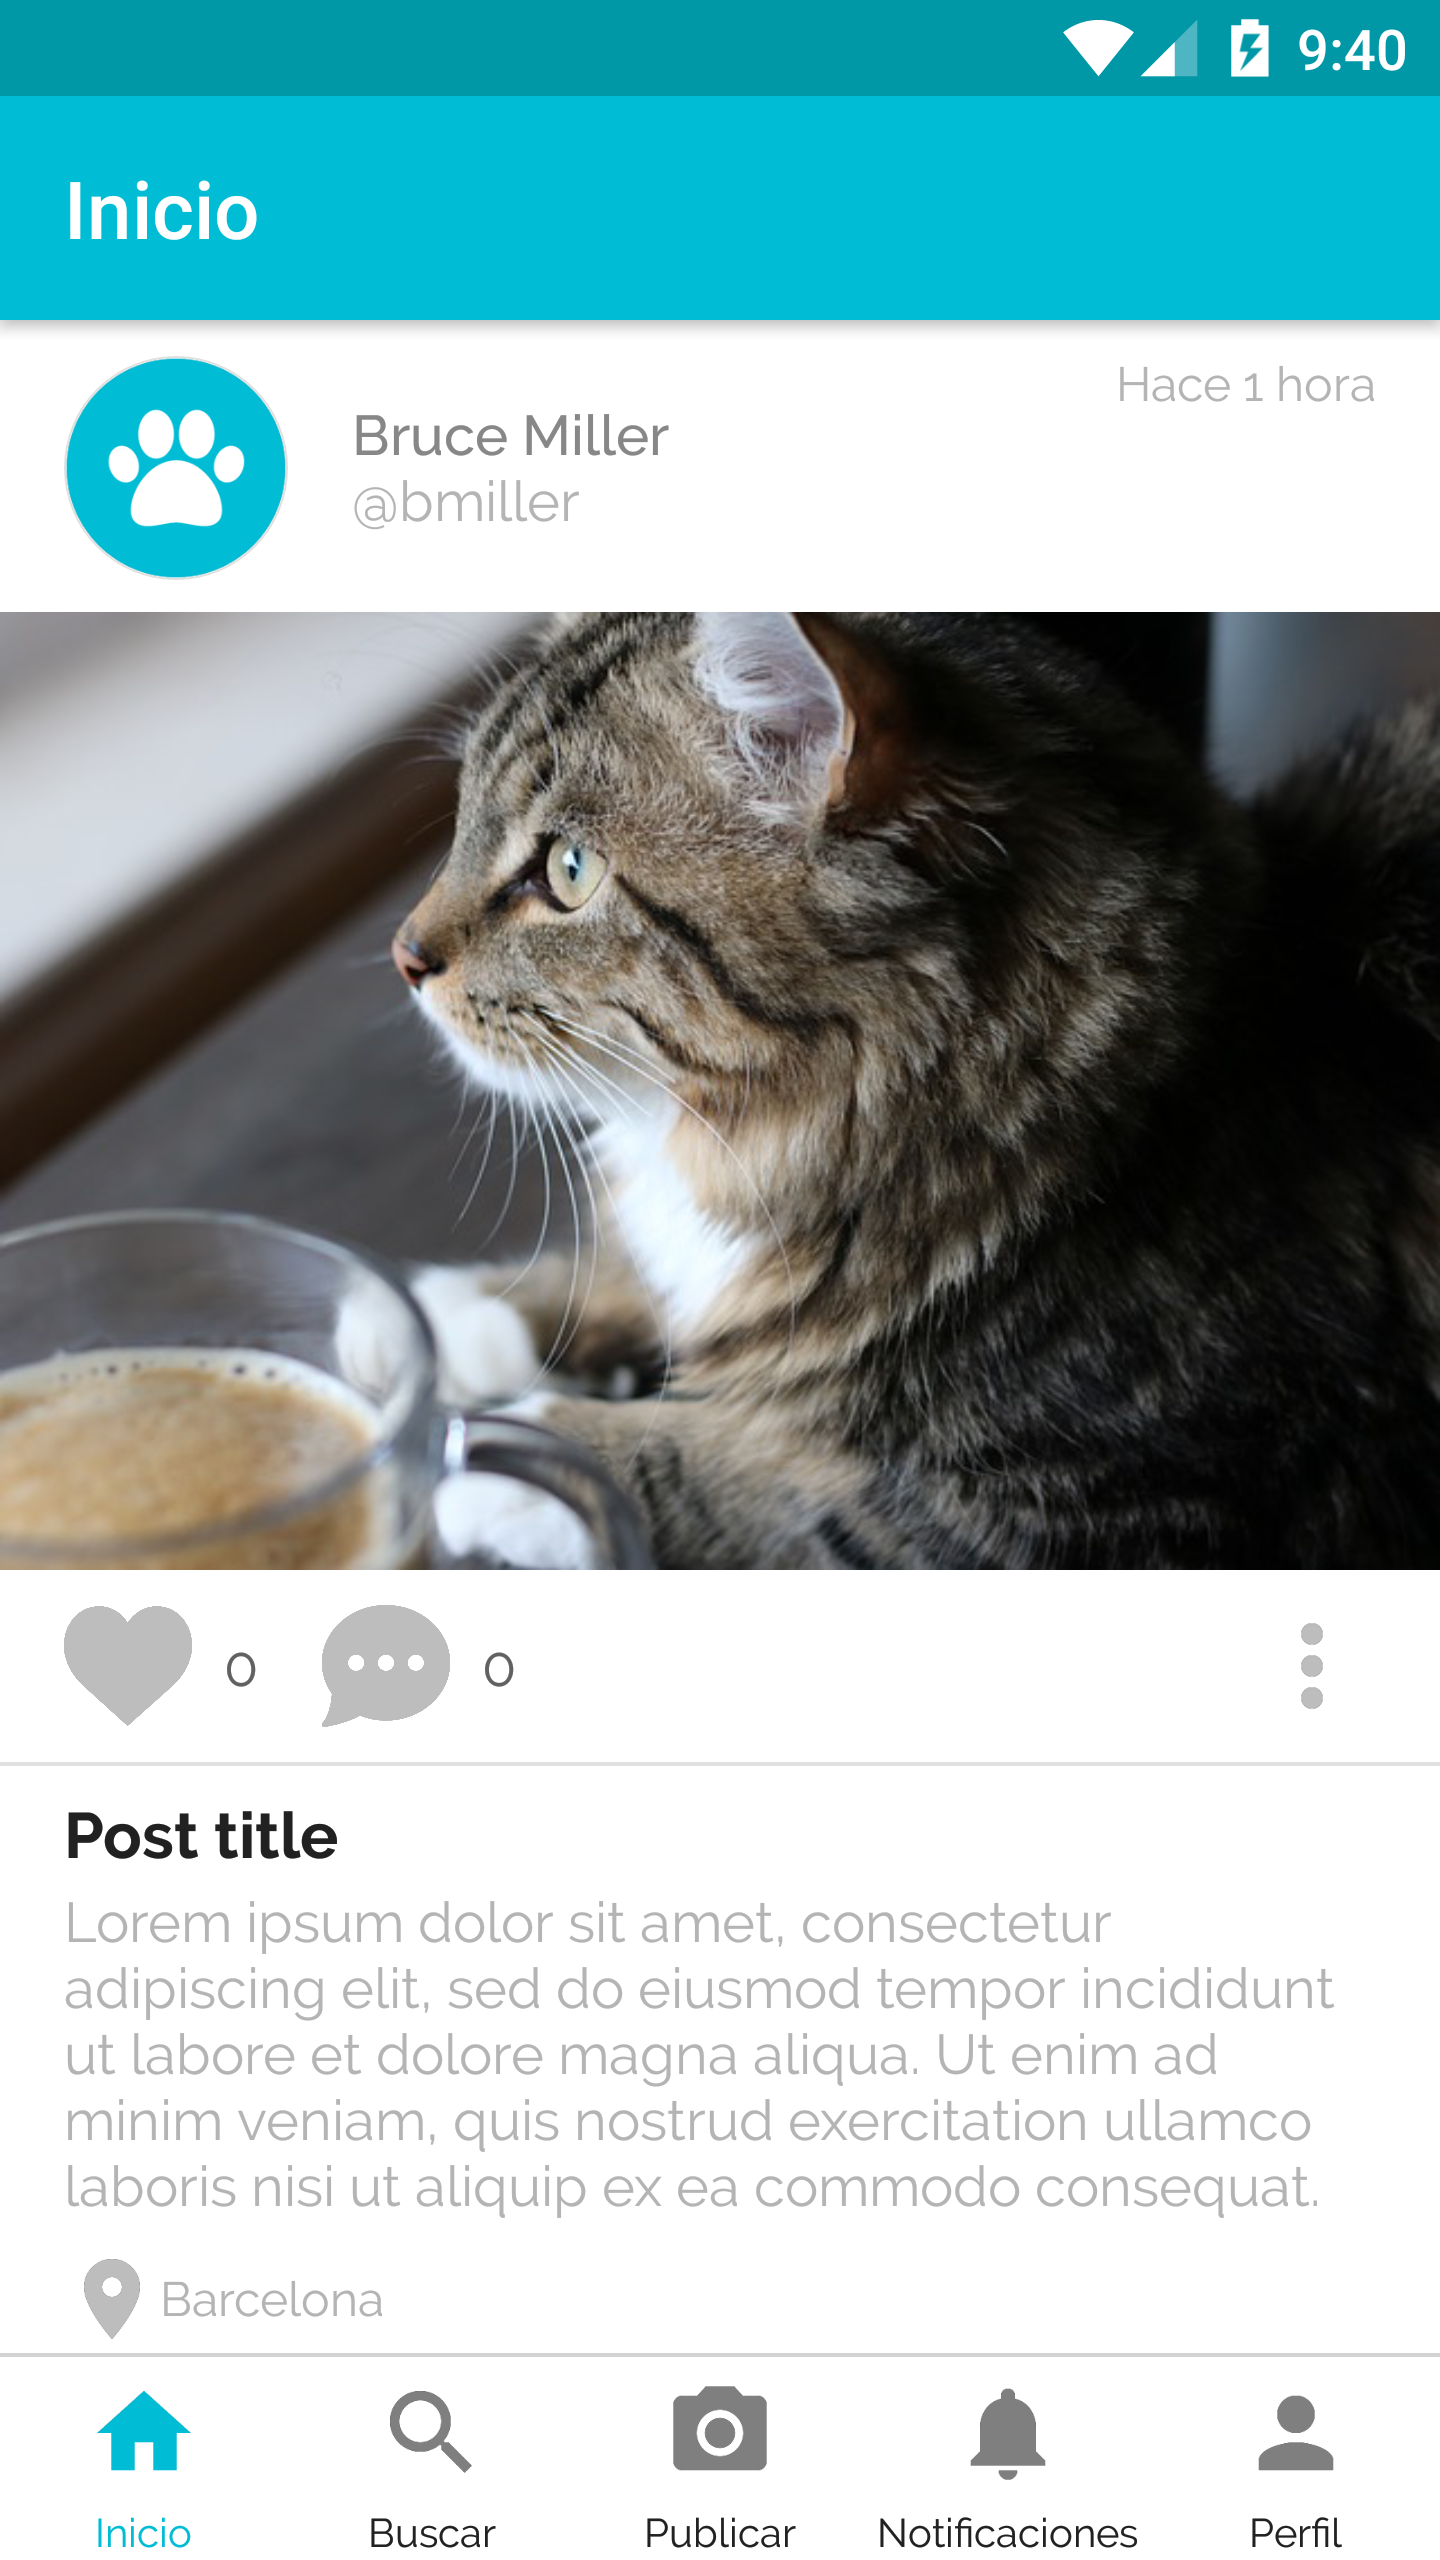 9:40
Inicio
Hace 1 hora
Bruce Miller
@bmiller
0 0
Post title
Lorem ipsum dolor sit amet, consectetur
adipiscing elit, sed do eiusmod tempor incididunt
ut labore et dolore magna aliqua. Ut enim ad
minim veniam, quis nostrud exercitation ullamco
laboris nisi ut aliquip ex ea commodo consequat.
Barcelona
Inicio Buscar Publicar Notificaciones Perfil